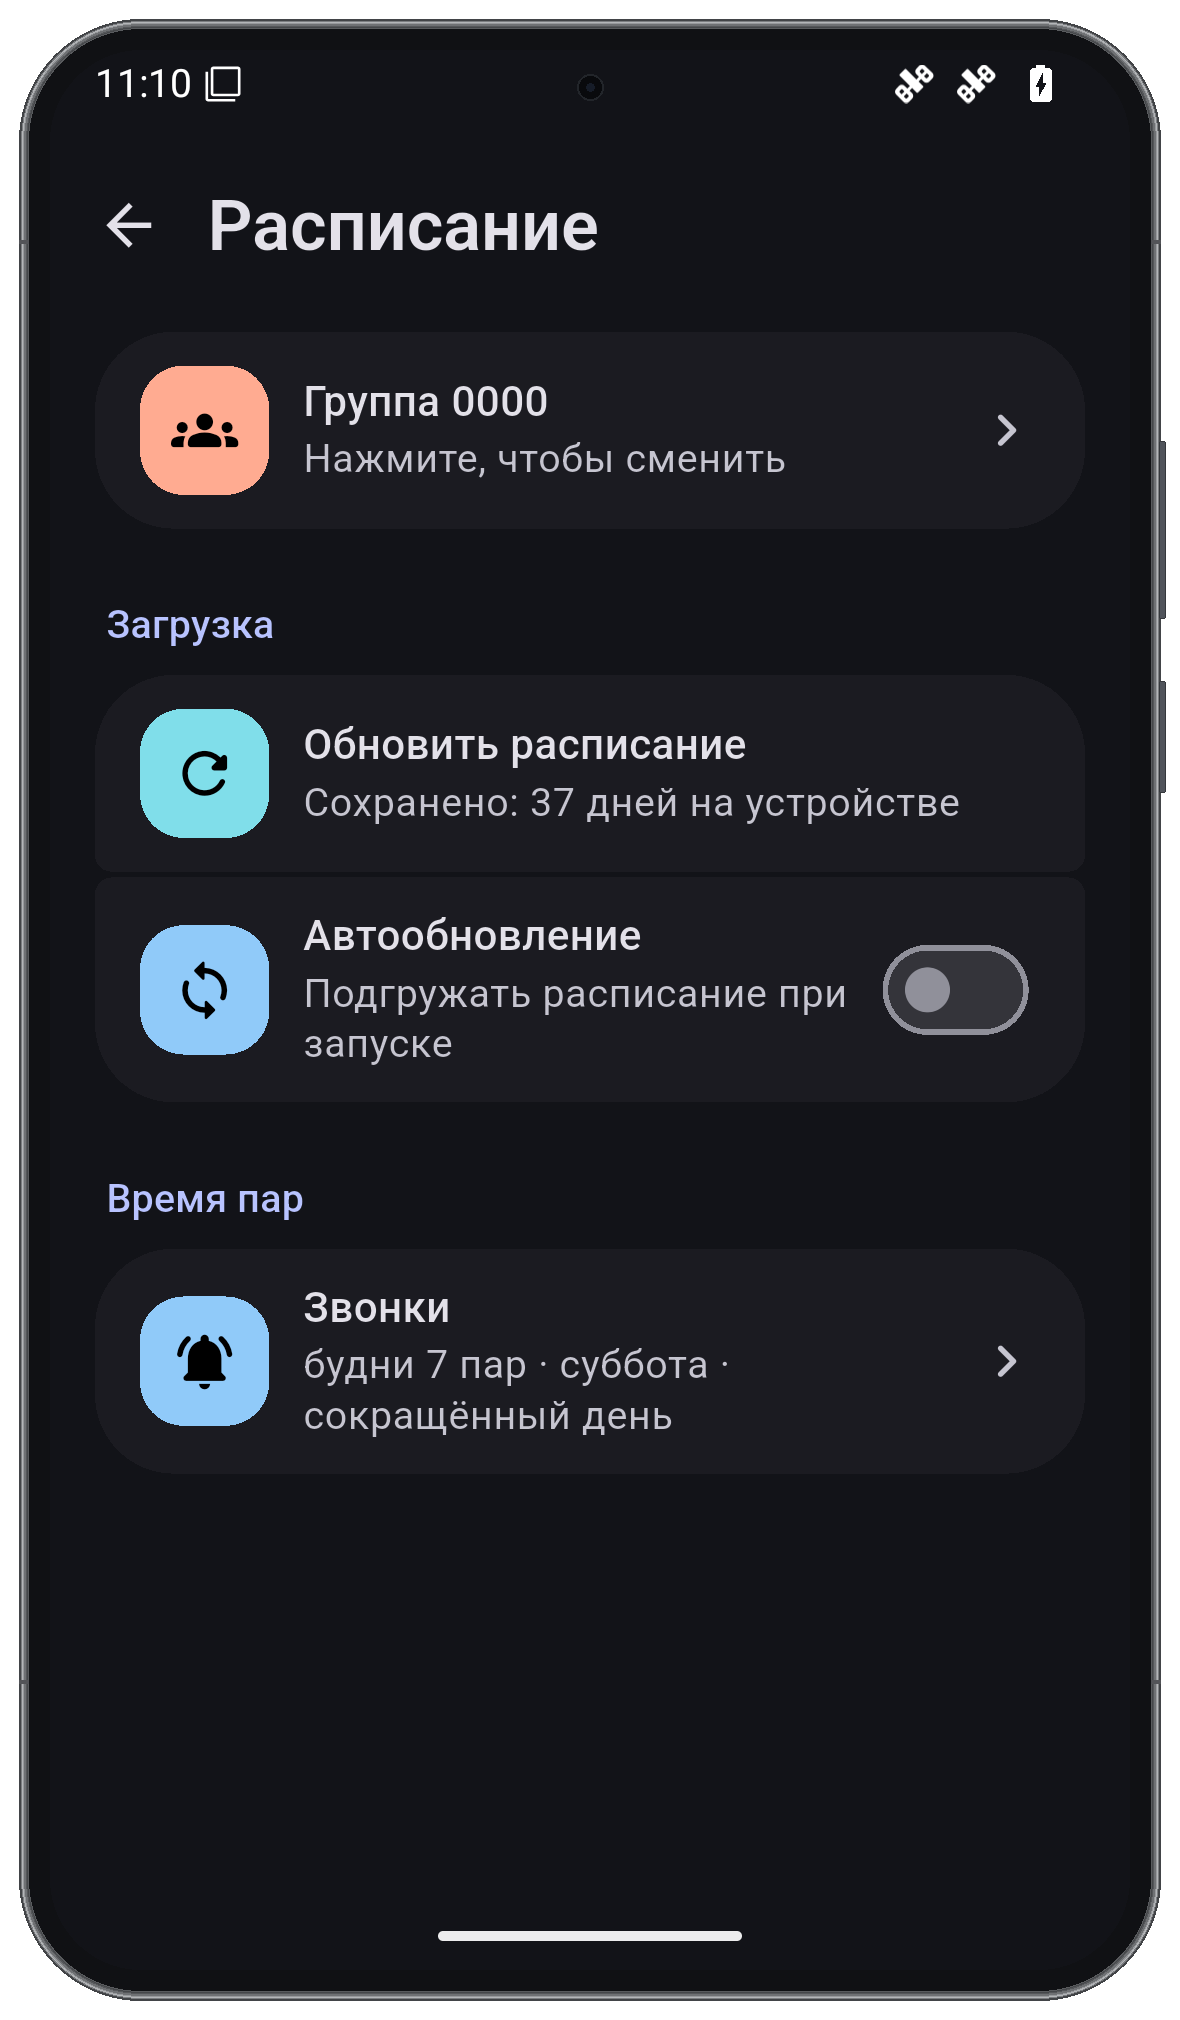 11:10
Расписание
Группа 0000
Нажмите, чтобы сменить
Загрузка
Обновить расписание
Сохранено: 37 дней на устройстве
Автообновление
Подгружать расписание при
запуске
Время пар
Звонки
будни 7 пар · суббота ·
сокращённый день